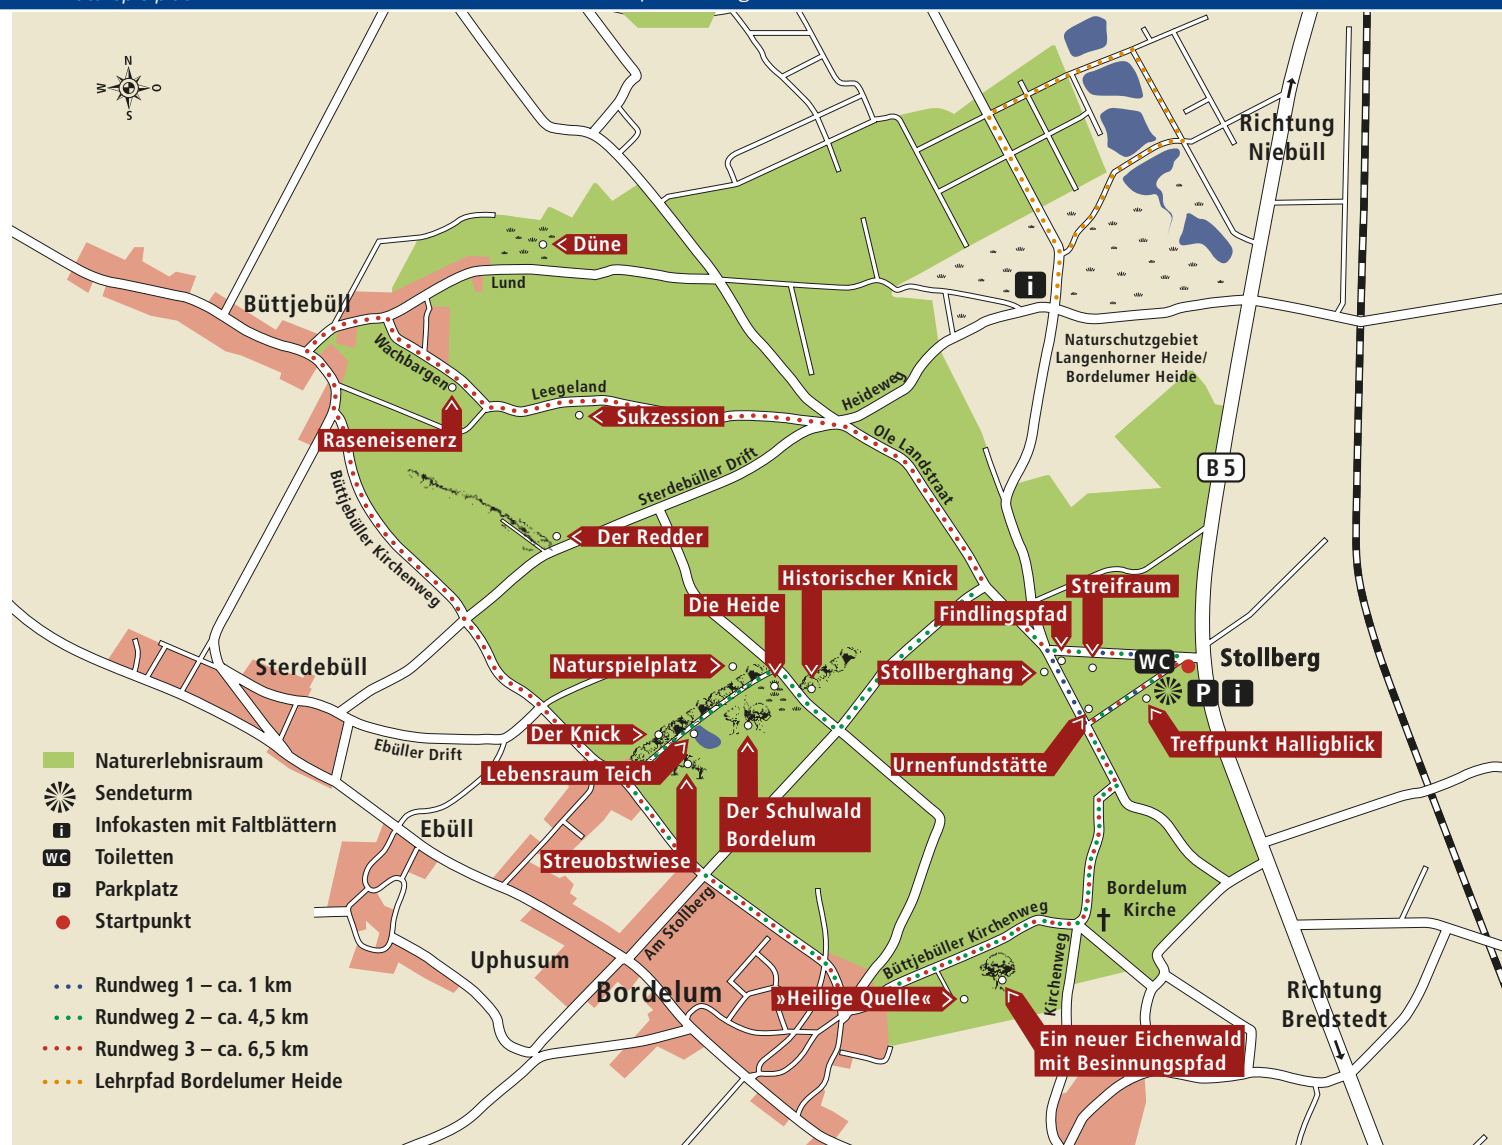 N
W
O
S
Richtung
Niebüll
Düne
Lund
Büttjebüll
i
Naturschutzgebiet
Langenhorner Heide/
Bordelumer Heide
Wachbargen
Leegeland
Heideweg
Sukzession
Raseneisenerz
Ole Landstraat
B 5
Sterdebüller Drift
Büttjebüller Kirchenweg
Der Redder
Historischer Knick
Streifraum
Die Heide
Findlingspfad
Sterdebüll
Naturspielplatz
Stollberghang
WC
Stollberg
P
i
Der Knick
Ebüller Drift
Treffpunkt Halligblick
Urnenfundstätte
Lebensraum Teich
Der Schulwald
Bordelum
Streuobstwiese
Ebüll
Naturerlebnisraum
Sendeturm
i Infokasten mit Faltblättern
WC Toiletten
P Parkplatz
Startpunkt
Bordelum
Kirche
Am Stollberg
Büttjebüller Kirchenweg
Kirchenweg
Uphusum
Bordelum
»Heilige Quelle«
Richtung
Bredstedt
Ein neuer Eichenwald
mit Besinnungspfad
Rundweg 1 – ca. 1 km
Rundweg 2 – ca. 4,5 km
Rundweg 3 – ca. 6,5 km
Lehrpfad Bordelumer Heide